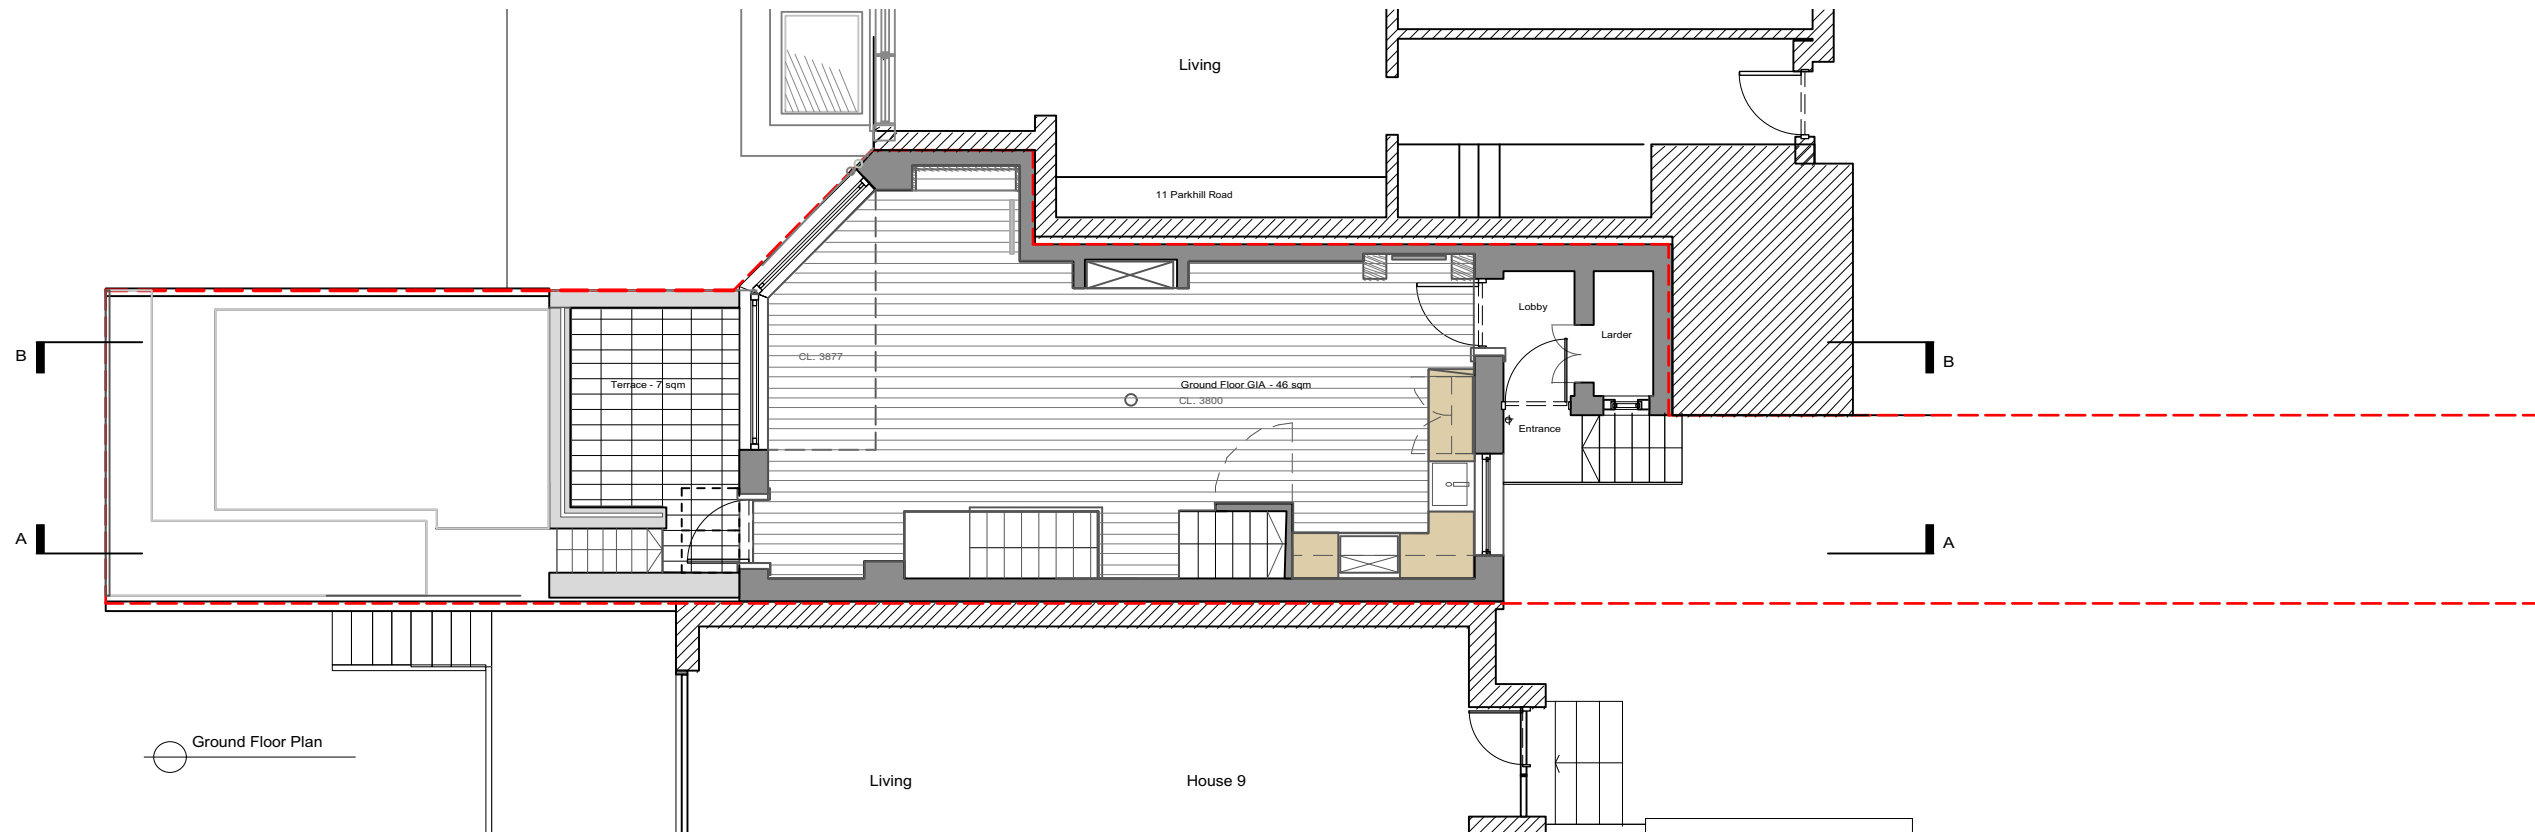 Living
11 Parkhill Road
Lobby
Larder
B
B
CL. 3877
Terrace - 7 sqm
Ground Floor GIA - 46 sqm
CL. 3800
Entrance
A
A
Ground Floor Plan
Living
House 9